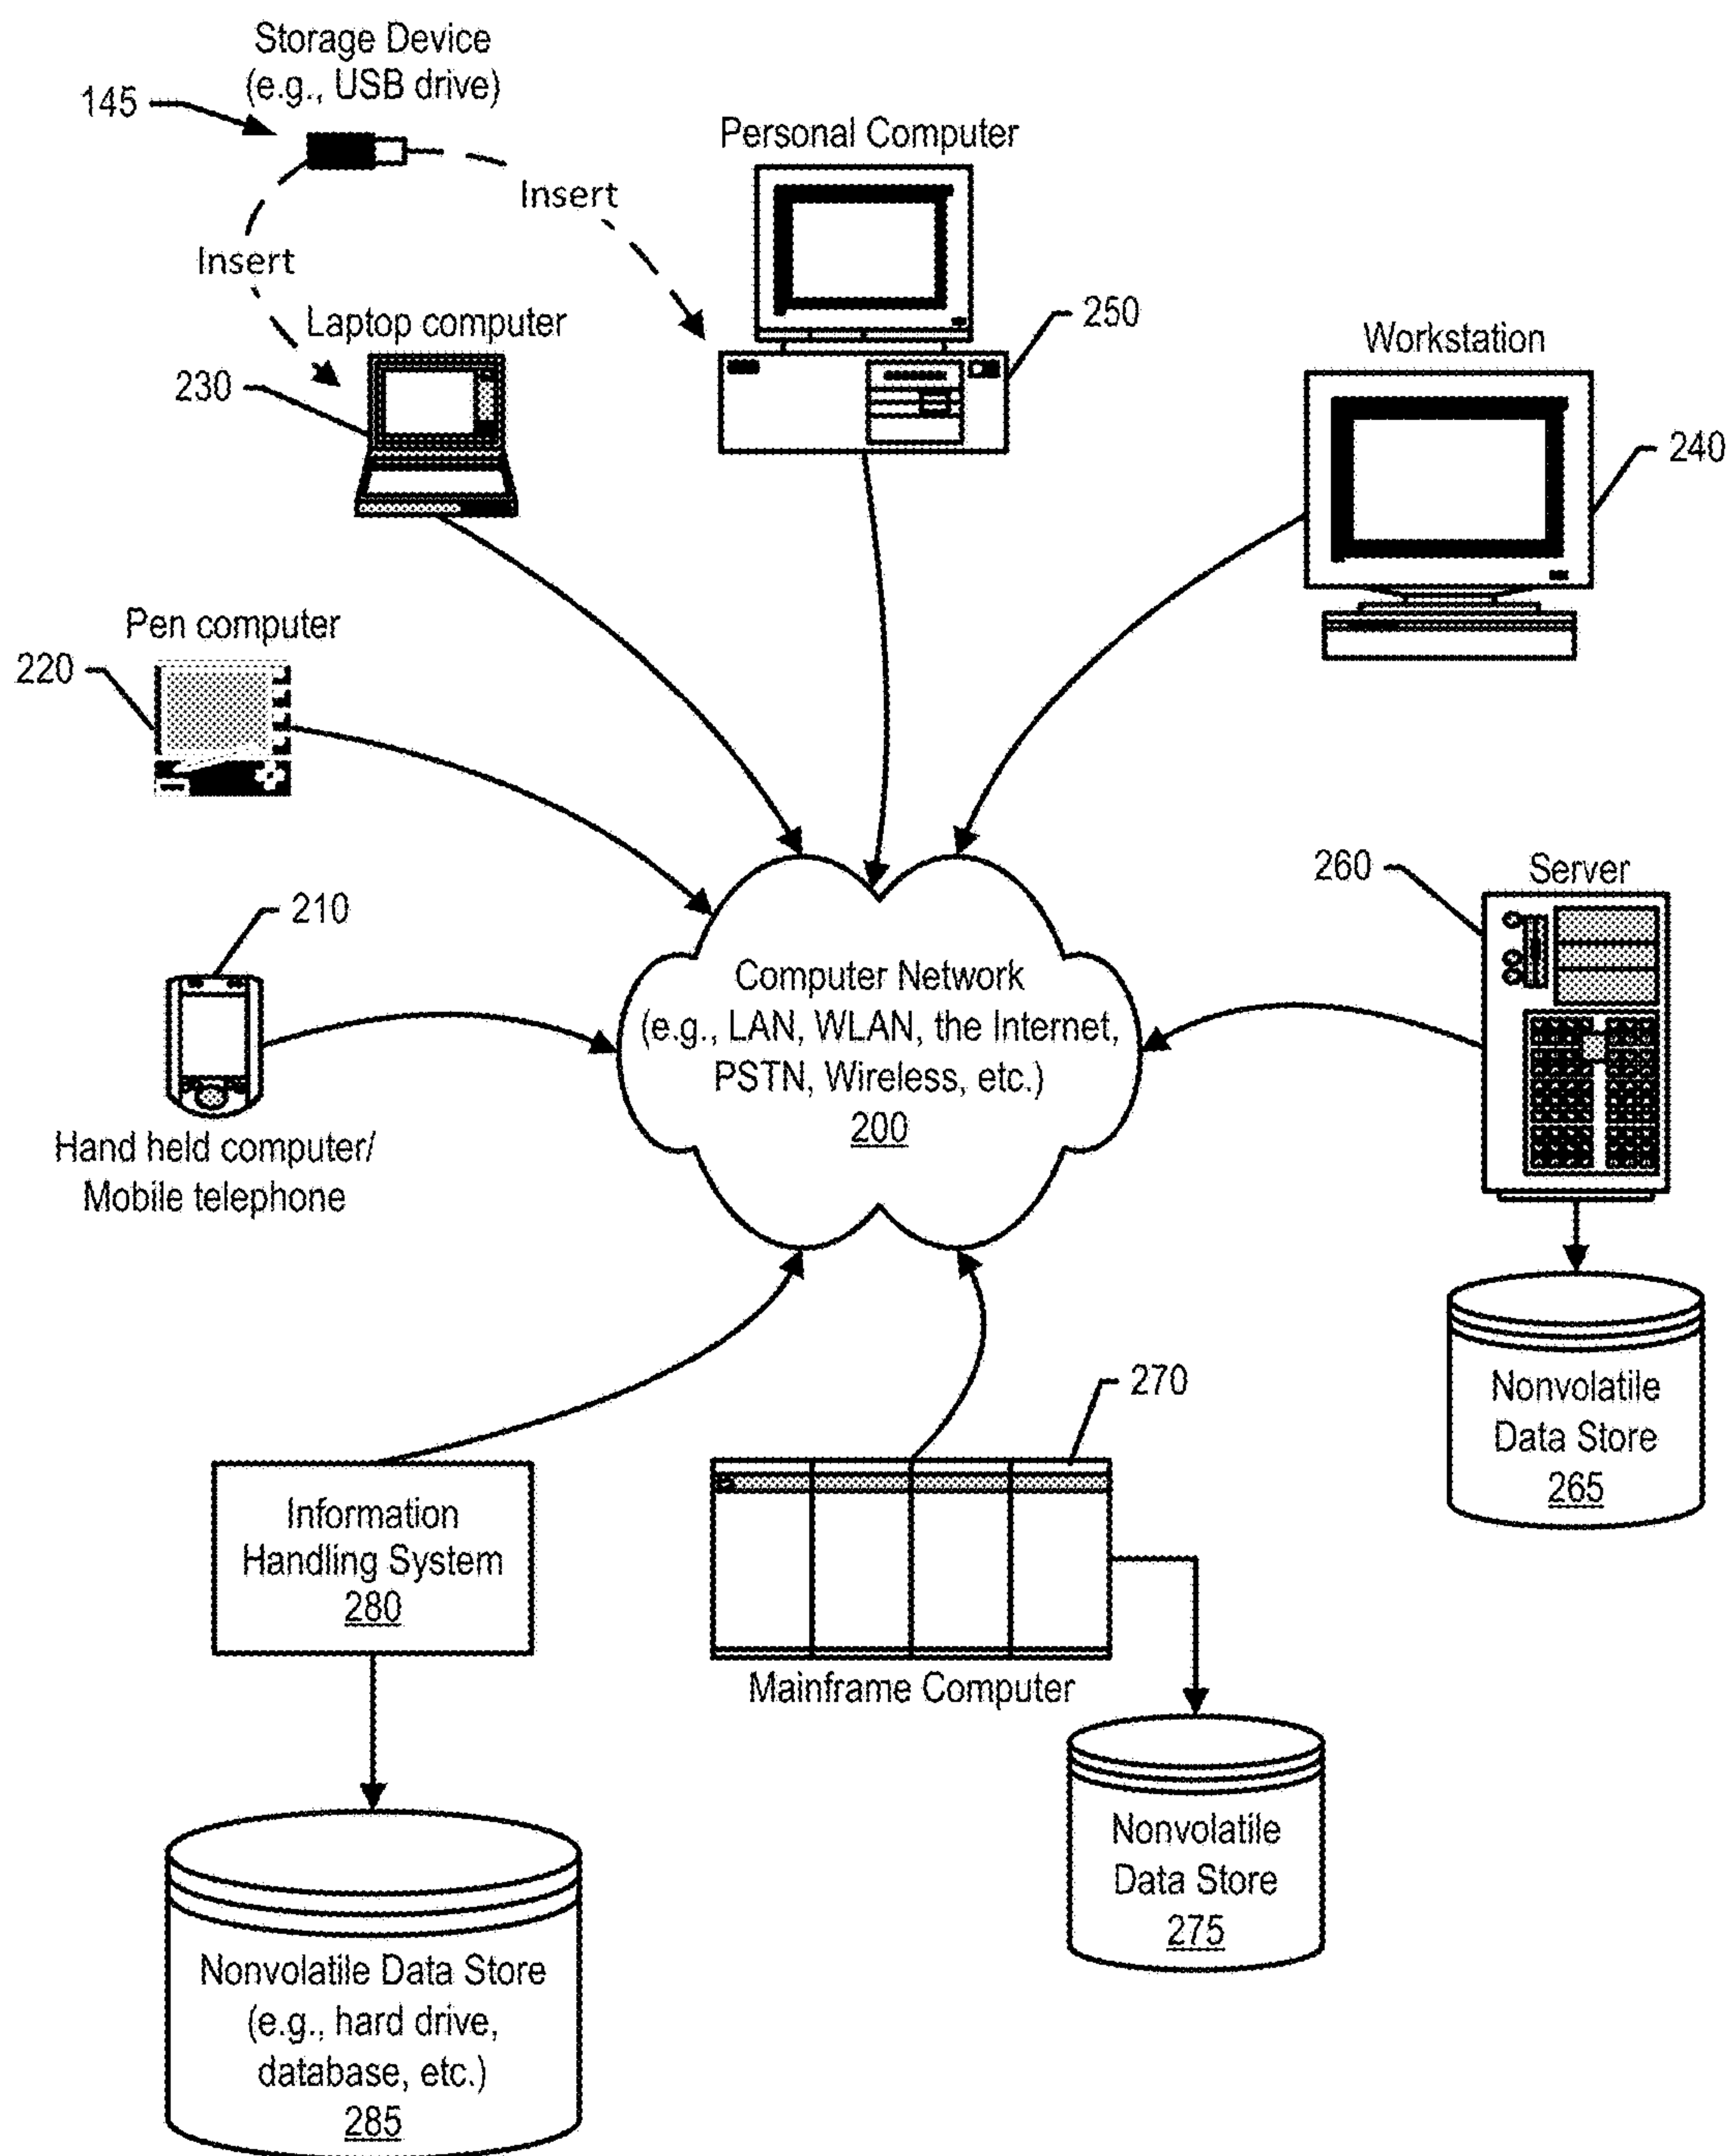 Storage Device
(e.g., USB drive)
145
Insert
Insert
Personal Computer
250
Laptop computer
230
Workstation
240
Pen computer
220
210
Hand held computer/
Mobile telephone
Computer Network
(e.g., LAN, WLAN, the Internet,
PSTN, Wireless, etc.)
200
260
Server
Nonvolatile
Data Store
265
270
Mainframe Computer
Information
Handling System
280
Nonvolatile
Data Store
275
Nonvolatile Data Store
(e.g., hard drive,
database, etc.)
285